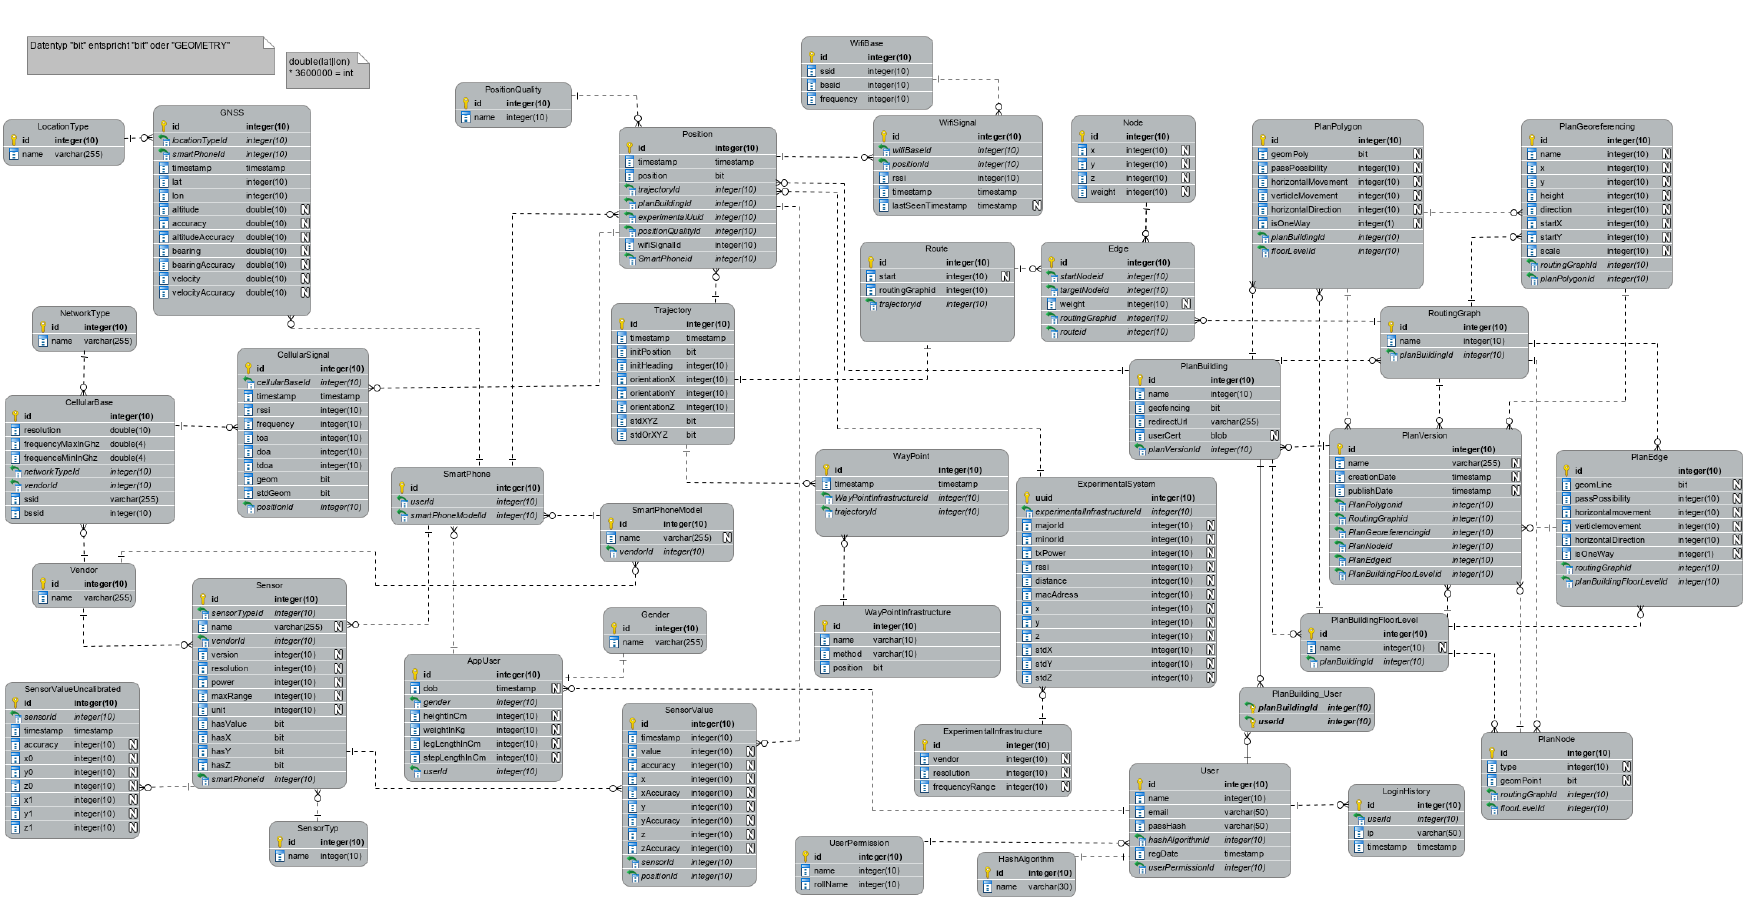 Datentyp "bit" entspricht "bit" oder "GEOMETRY"
double(lat|lon)
* 3600000 = int
LocationType
id integer(10)
name varchar(255)
GNSS
id integer(10)
locationTypeId integer(10)
smartPhoneId integer(10)
timestamp timestamp
lat integer(10)
lon integer(10)
altitude double(10) N
accuracy double(10) N
altitudeAccuracy double(10) N
bearing double(10) N
bearingAccuracy double(10) N
velocity double(10) N
velocityAccuracy double(10) N
PositionQuality
id integer(10)
name integer(10)
Position
id integer(10)
timestamp timestamp
position bit
trajectoryId integer(10)
planBuildingId integer(10)
experimentalUuid integer(10)
positionQualityId integer(10)
wifiSignalId integer(10)
SmartPhoneId integer(10)
WifiBase
id integer(10)
ssid integer(10)
bssid integer(10)
frequency integer(10)
WifiSignal
id integer(10)
wifiBaseId integer(10)
positionId integer(10)
rssi integer(10)
timestamp timestamp
lastSeenTimestamp timestamp N
Node
id integer(10)
x integer(10) N
y integer(10) N
z integer(10) N
weight integer(10) N
PlanPolygon
id integer(10)
geomPoly bit N
passPossibility integer(10) N
horizontalMovement integer(10) N
verticleMovement integer(10) N
horizontalDirection integer(10) N
isOneWay integer(1) N
planBuildingId integer(10)
floorLevelId integer(10)
PlanGeoreferencing
id integer(10)
name integer(10) N
x integer(10) N
y integer(10) N
height integer(10) N
direction integer(10) N
startX integer(10) N
startY integer(10) N
scale integer(10) N
routingGraphId integer(10)
planPolygonId integer(10)
Route
id integer(10)
start integer(10) N
routingGraphid integer(10)
trajectoryId integer(10)
Edge
id integer(10)
startNodeid integer(10)
targetNodeId integer(10)
weight integer(10) N
routingGraphid integer(10)
routeid integer(10)
NetworkType
id integer(10)
name varchar(255)
Trajectory
id integer(10)
timestamp timestamp
initPosition bit
initHeading integer(10)
orientationX integer(10)
orientationY integer(10)
orientationZ integer(10)
stdXYZ bit
stdOrXYZ bit
RoutingGraph
id integer(10)
name integer(10)
planBuildingId integer(10)
CellularSignal
id integer(10)
cellularBaseId integer(10)
timestamp timestamp
rssi integer(10)
frequency integer(10)
toa integer(10)
doa integer(10)
tdoa integer(10)
geom bit
stdGeom bit
positionId integer(10)
PlanBuilding
id integer(10)
name integer(10)
geofencing bit
redirectUrl varchar(255)
userCert blob N
planVersionId integer(10)
CellularBase
id integer(10)
resolution double(10)
frequencyMaxInGhz double(4)
frequenceMinInGhz double(4)
networkTypeId integer(10)
vendorId integer(10)
ssid varchar(255)
bssid integer(10)
PlanVersion
id integer(10)
name varchar(255) N
creationDate timestamp N
publishDate timestamp N
PlanPolygonid integer(10)
RoutingGraphid integer(10)
PlanGeoreferencingid integer(10)
PlanNodeid integer(10)
PlanEdgeid integer(10)
PlanBuildingFloorLevelid integer(10)
PlanEdge
id integer(10)
geomLine bit N
passPossibility integer(10) N
horizontalmovement integer(10) N
verticlemovement integer(10) N
horizontalDirection integer(10) N
isOneWay integer(1) N
routingGraphId integer(10)
planBuildingFloorLevelId integer(10)
SmartPhone
id integer(10)
userId integer(10)
smartPhoneModelId integer(10)
WayPoint
id integer(10)
timestamp timestamp
WayPointInfrastructureId integer(10)
trajectoryId integer(10)
ExperimentalSystem
uuid integer(10)
experimentalInfrastructureId integer(10)
majorId integer(10) N
minorId integer(10) N
txPower integer(10) N
rssi integer(10) N
distance integer(10) N
macAdress integer(10) N
x integer(10) N
y integer(10) N
z integer(10) N
stdX integer(10) N
stdY integer(10) N
stdZ integer(10) N
SmartPhoneModel
id integer(10)
name varchar(255) N
vendorId integer(10)
Vendor
id integer(10)
name varchar(255)
Sensor
id integer(10)
sensorTypeId integer(10)
name varchar(255) N
vendorId integer(10)
version integer(10) N
resolution integer(10) N
power integer(10) N
maxRange integer(10) N
unit integer(10) N
hasValue bit
hasX bit
hasY bit
hasZ bit
smartPhoneId integer(10)
Gender
id integer(10)
name varchar(255)
WayPointInfrastructure
id integer(10)
name varchar(10)
method varchar(10)
position bit
PlanBuildingFloorLevel
id integer(10)
name integer(10) N
planBuildingId integer(10)
AppUser
id integer(10)
dob timestamp N
gender integer(10)
heightInCm integer(10) N
weightInKg integer(10) N
legLengthInCm integer(10) N
stepLengthInCm integer(10) N
userId integer(10)
SensorValueUncalibrated
id integer(10)
sensorId integer(10)
timestamp timestamp
accuracy integer(10) N
x0 integer(10) N
y0 integer(10) N
z0 integer(10) N
x1 integer(10) N
y1 integer(10) N
z1 integer(10) N
SensorValue
id integer(10)
timestamp integer(10)
value integer(10) N
accuracy integer(10) N
x integer(10) N
xAccuracy integer(10) N
y integer(10) N
yAccuracy integer(10) N
z integer(10) N
zAccuracy integer(10) N
sensorId integer(10)
positionId integer(10)
PlanBuilding_User
planBuildingId integer(10)
userId integer(10)
ExperimentalInfrastructure
id integer(10)
vendor integer(10) N
resolution integer(10) N
frequencyRange integer(10) N
PlanNode
id integer(10)
type integer(10) N
geomPoint bit N
routingGraphId integer(10)
floorLevelId integer(10)
User
id integer(10)
name integer(10)
email varchar(50)
passHash varchar(50)
hashAlgorithmId integer(10)
regDate timestamp
userPermissionId integer(10)
LoginHistory
id integer(10)
userId integer(10)
ip varchar(50)
timestamp timestamp
SensorTyp
id integer(10)
name integer(10)
UserPermission
id integer(10)
name integer(10)
rollName integer(10)
HashAlgorithm
id integer(10)
name varchar(30)